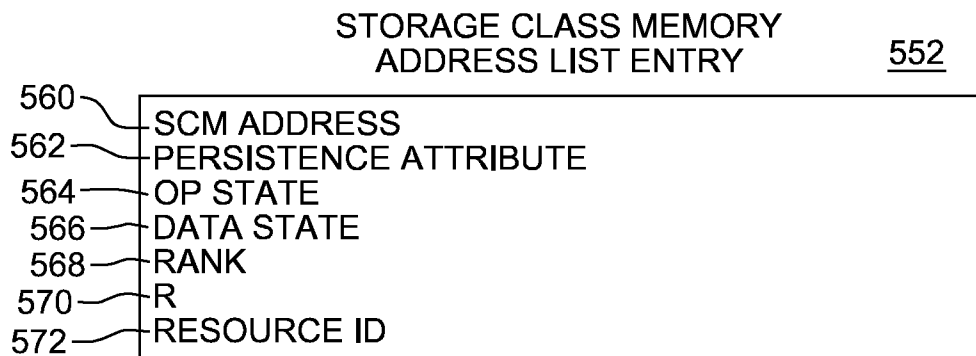 STORAGE CLASS MEMORY
ADDRESS LIST ENTRY 552
560 SCM ADDRESS
562 PERSISTENCE ATTRIBUTE
564 OP STATE
566 DATA STATE
568 RANK
570 R
572 RESOURCE ID